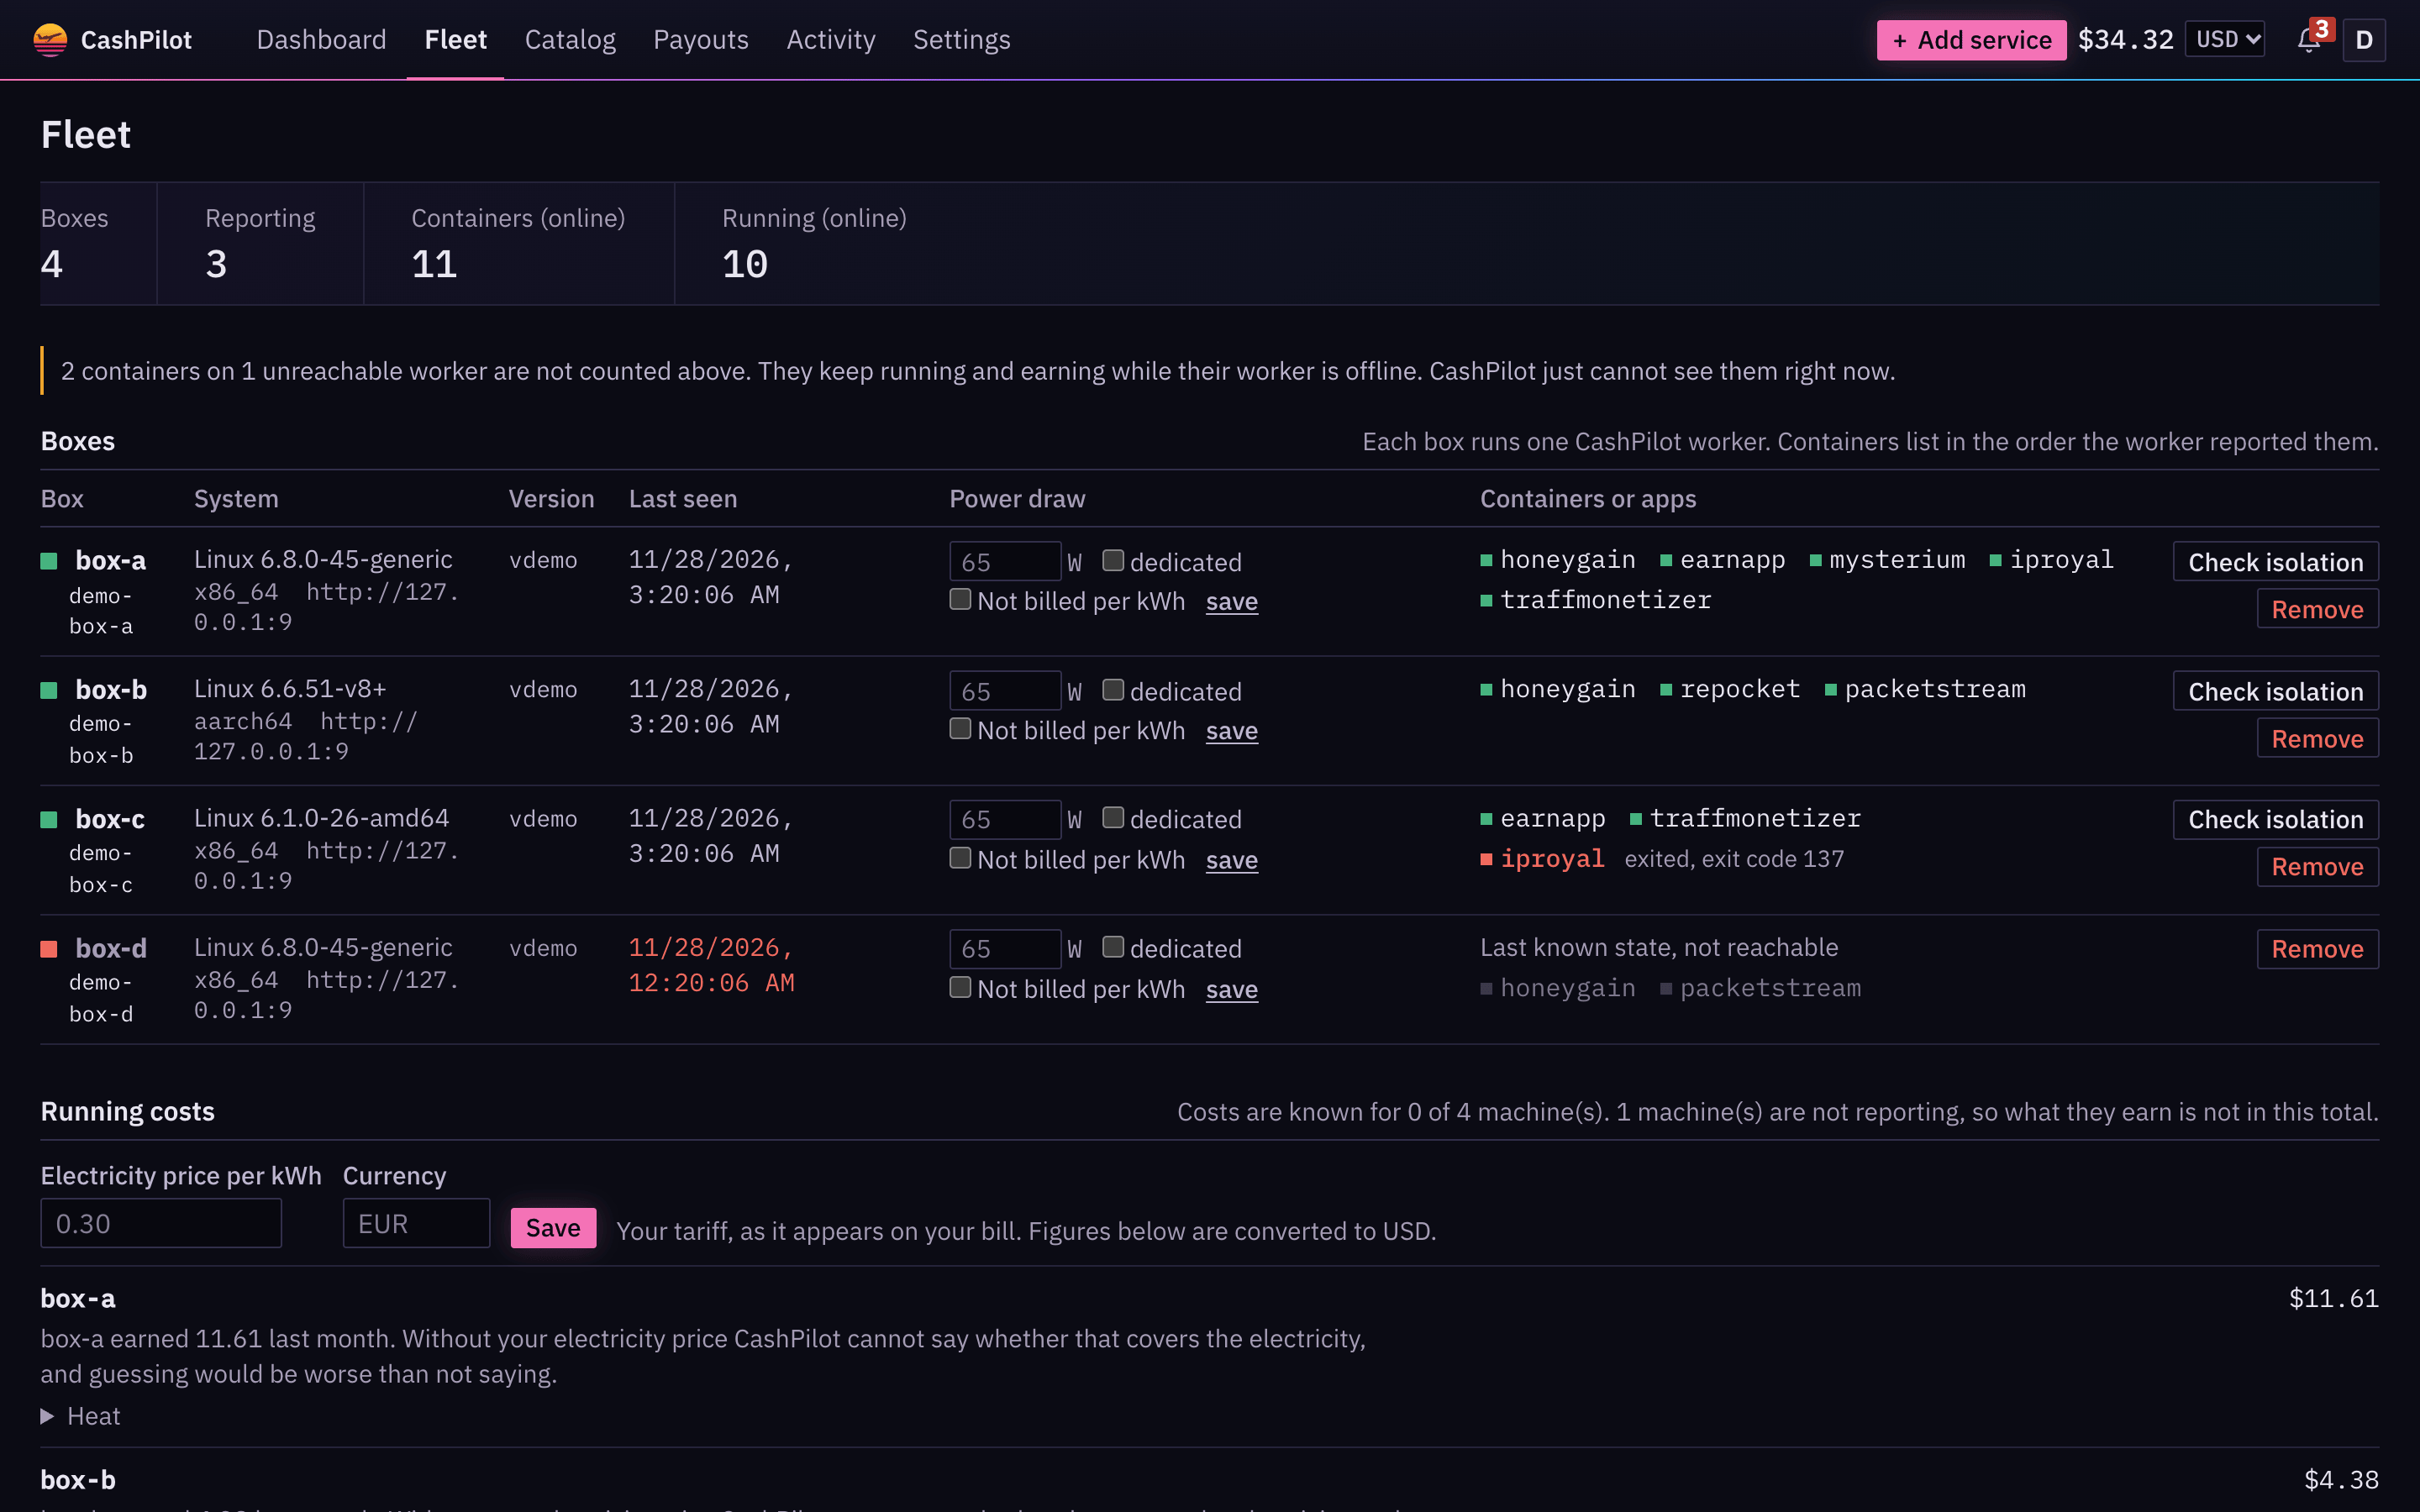 CashPilot Dashboard Fleet Catalog Payouts Activity Settings + Add service $34.32 USD 3 D
Fleet
Boxes Reporting Containers (online) Running (online)
4 3 11 10
2 containers on 1 unreachable worker are not counted above. They keep running and earning while their worker is offline. CashPilot just cannot see them right now.
Boxes Each box runs one CashPilot worker. Containers list in the order the worker reported them.
Box System Version Last seen Power draw Containers or apps
box-a Linux 6.8.0-45-generic vdemo 11/28/2026, 65 W dedicated honeygain earnapp mysterium iproyal Check isolation
demo- x86_64 http://127. 3:20:06 AM Not billed per kWh save traffmonetizer Remove
box-a 0.0.1:9
box-b Linux 6.6.51-v8+ vdemo 11/28/2026, 65 W dedicated honeygain repocket packetstream Check isolation
demo- aarch64 http:// 3:20:06 AM Not billed per kWh save Remove
box-b 127.0.0.1:9
box-c Linux 6.1.0-26-amd64 vdemo 11/28/2026, 65 W dedicated earnapp traffmonetizer Check isolation
demo- x86_64 http://127. 3:20:06 AM Not billed per kWh save iproyal exited, exit code 137 Remove
box-c 0.0.1:9
box-d Linux 6.8.0-45-generic vdemo 11/28/2026, 65 W dedicated Last known state, not reachable Remove
demo- x86_64 http://127. 12:20:06 AM Not billed per kWh save honeygain packetstream
box-d 0.0.1:9
Running costs Costs are known for 0 of 4 machine(s). 1 machine(s) are not reporting, so what they earn is not in this total.
Electricity price per kWh Currency
0.30 EUR Save Your tariff, as it appears on your bill. Figures below are converted to USD.
box-a $11.61
box-a earned 11.61 last month. Without your electricity price CashPilot cannot say whether that covers the electricity,
and guessing would be worse than not saying.
Heat
box-b $4.38